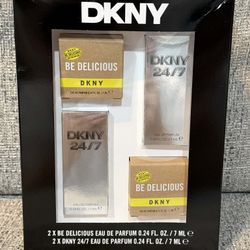 DKNY
BE DELICIOUS
DKNY
DKNY
24/7
DKNY
24/7
BE DELICIOUS
DKNY
2 X BE DELICIOUS EAU DE PARFUM 0.24 FL. OZ. / 7 ML ℮
2 X DKNY 24/7 EAU DE PARFUM 0.24 FL. OZ. / 7 ML ℮